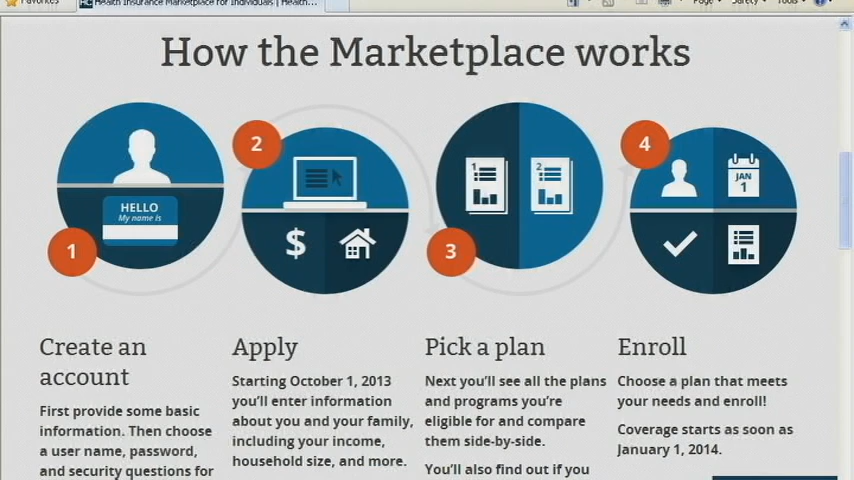 Favorites
Health Insurance Marketplace for Individuals | Health...
Page
Safety
Tools
How the Marketplace works
HELLO
My name is
1
2
$
1
2
3
4
JAN
1
Create an
account
First provide some basic
information. Then choose
a user name, password,
and security questions for
Apply
Starting October 1, 2013
you'll enter information
about you and your family,
including your income,
household size, and more.
Pick a plan
Next you'll see all the plans
and programs you're
eligible for and compare
them side-by-side.
You'll also find out if you
Enroll
Choose a plan that meets
your needs and enroll!
Coverage starts as soon as
January 1, 2014.